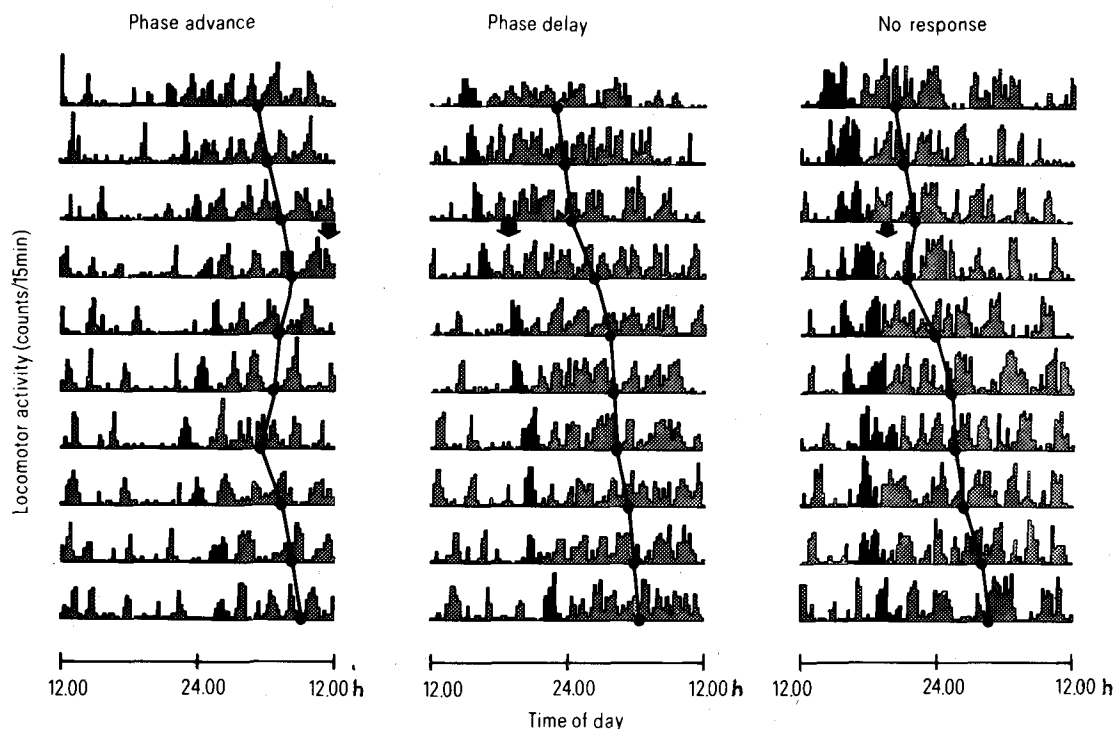 Phase advance
Phase delay
No response
Locomotor activity (counts/15min)
12.00 24.00 12.00 h
12.00 24.00 12.00 h
12.00 24.00 12.00 h
Time of day